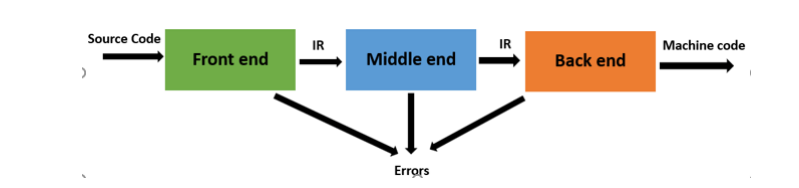 Source Code
Front end
IR
Middle end
IR
Back end
Machine code
Errors